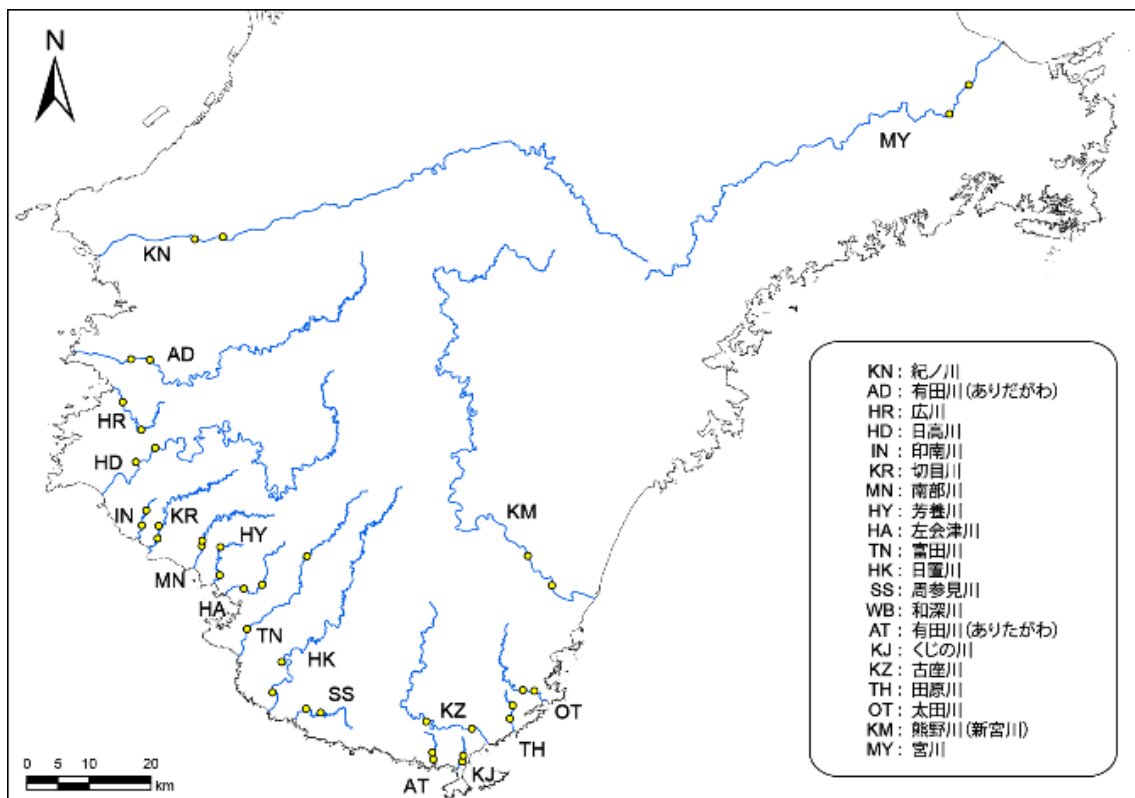 N
MY
KN
AD
HR
HD
IN
KR
HY
KM
MN
HA
TN
HK
SS
KZ
OT
TH
AT
KJ
0 5 10 20
km
KN : 紀ノ川
AD : 有田川(ありだがわ)
HR : 広川
HD : 日高川
IN : 印南川
KR : 切目川
MN : 南部川
HY : 芳養川
HA : 左会津川
TN : 富田川
HK : 日置川
SS : 周参見川
WB : 和深川
AT : 有田川(ありたがわ)
KJ : くじの川
KZ : 古座川
TH : 田原川
OT : 太田川
KM : 熊野川(新宮川)
MY : 宮川